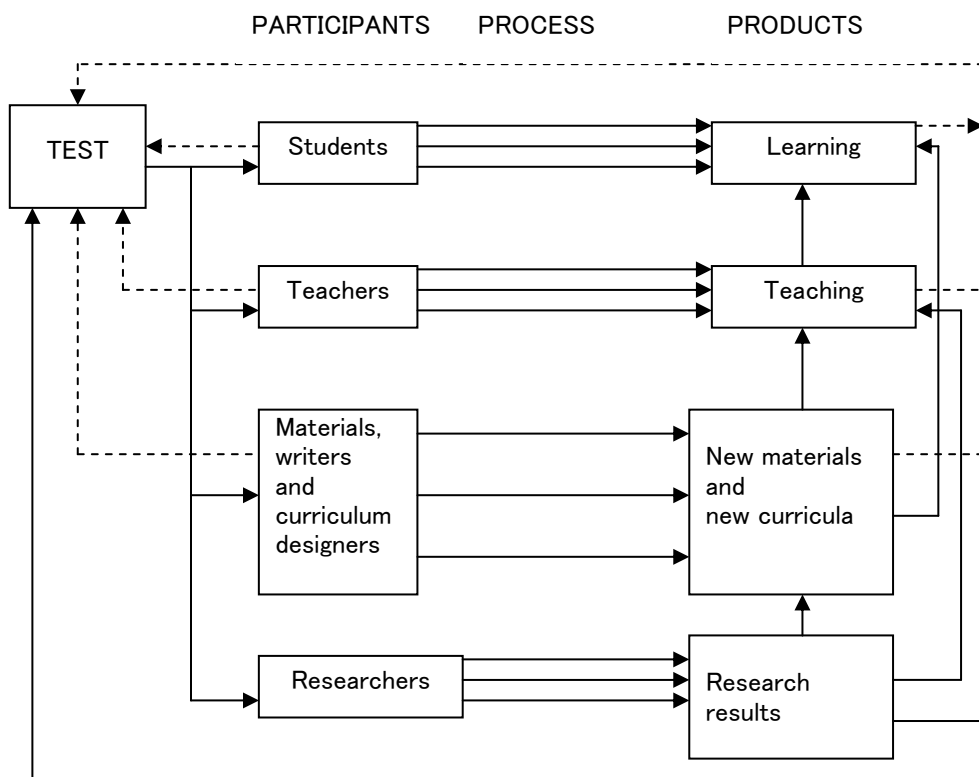 PARTICIPANTS PROCESS PRODUCTS
TEST
Students
Learning
Teachers
Teaching
Materials,
writers
and
curriculum
designers
New materials
and
new curricula
Researchers
Research
results